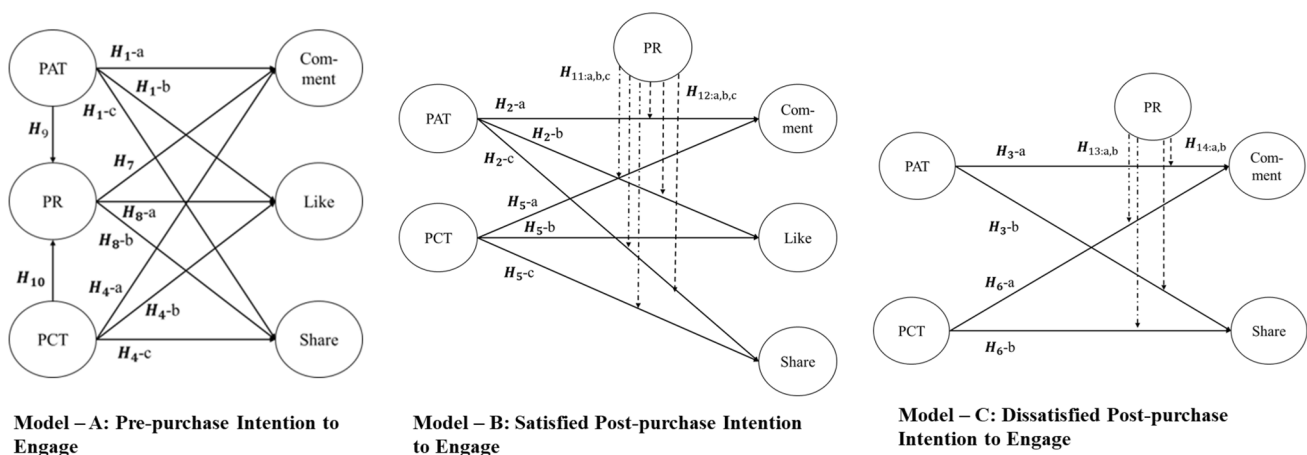 PAT
H1-a
Com-
ment
H1-b
H1-c
H9
H7
PR
H8-a
Like
H8-b
H10
H4-a
H4-b
PCT
H4-c
Share
Model – A: Pre-purchase Intention to
Engage
PR
H11:a,b,c
H12:a,b,c
PAT
H2-a
Com-
ment
H2-b
H2-c
H5-a
PCT
H5-b
Like
H5-c
Share
Model – B: Satisfied Post-purchase Intention
to Engage
PR
H13:a,b
H14:a,b
PAT
H3-a
Com-
ment
H3-b
H6-a
PCT
H6-b
Share
Model – C: Dissatisfied Post-purchase
Intention to Engage